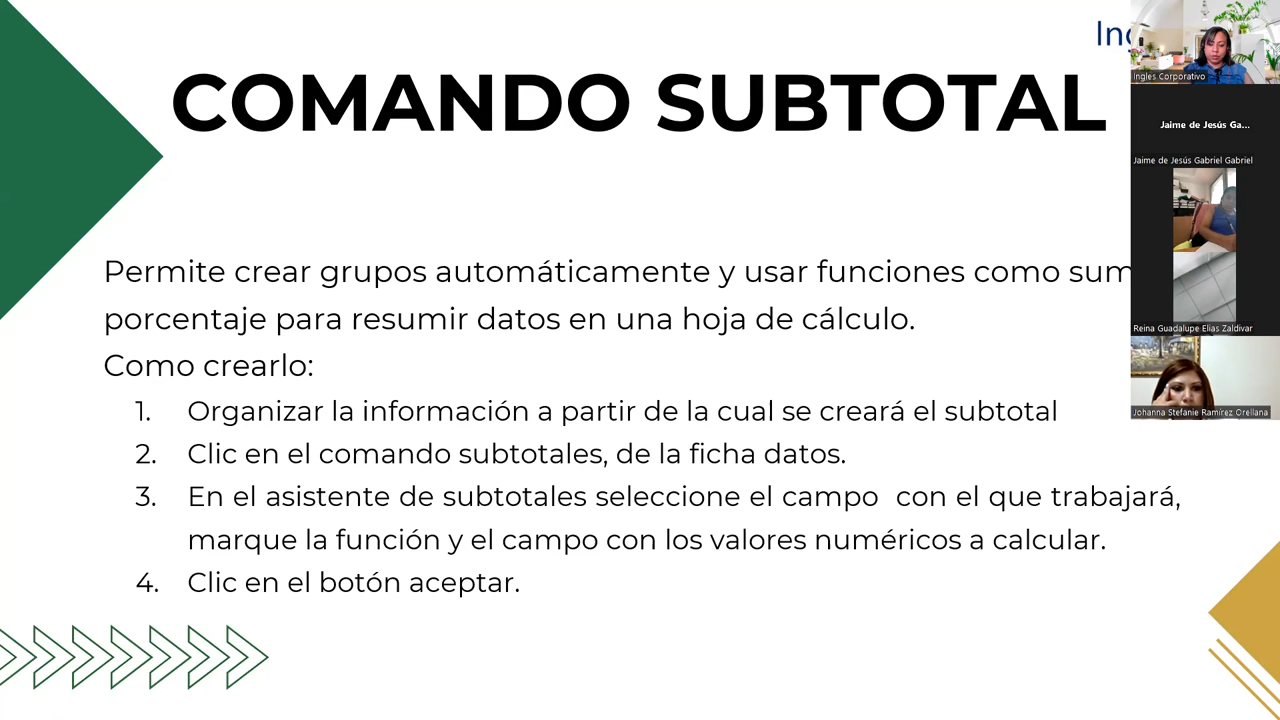 COMANDO SUBTOTAL
Permite crear grupos automáticamente y usar funciones como
porcentaje para resumir datos en una hoja de cálculo.
Como crearlo:
1. Organizar la información a partir de la cual se creará el subtotal
2. Clic en el comando subtotales, de la ficha datos.
3. En el asistente de subtotales seleccione el campo con el que trabajará,
marque la función y el campo con los valores numéricos a calcular.
4. Clic en el botón aceptar.
Ingles Corporativo
Jaime de Jesús Ga...
Jaime de Jesús Gabriel Gabriel
Reina Guadalupe Elias Zaldivar
Johanna Stefanie Ramírez Orellana